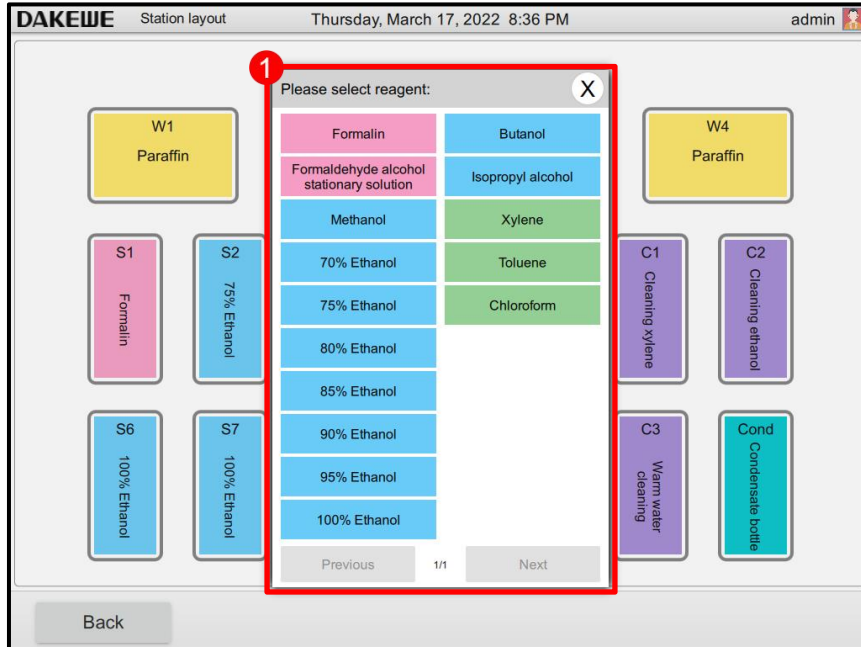 DAKEWE
Station layout
Thursday, March 17, 2022 8:36 PM
admin
1
Please select reagent:
X
W1
Paraffin
W4
Paraffin
Formalin
Butanol
Formaldehyde alcohol
stationary solution
Isopropyl alcohol
Methanol
Xylene
70% Ethanol
Toluene
75% Ethanol
Chloroform
80% Ethanol
85% Ethanol
90% Ethanol
95% Ethanol
100% Ethanol
S1
Formalin
S2
75% Ethanol
C1
Cleaning xylene
C2
Cleaning ethanol
S6
100% Ethanol
S7
100% Ethanol
C3
Warm water
cleaning
Cond
Condensate bottle
Previous
1/1
Next
Back